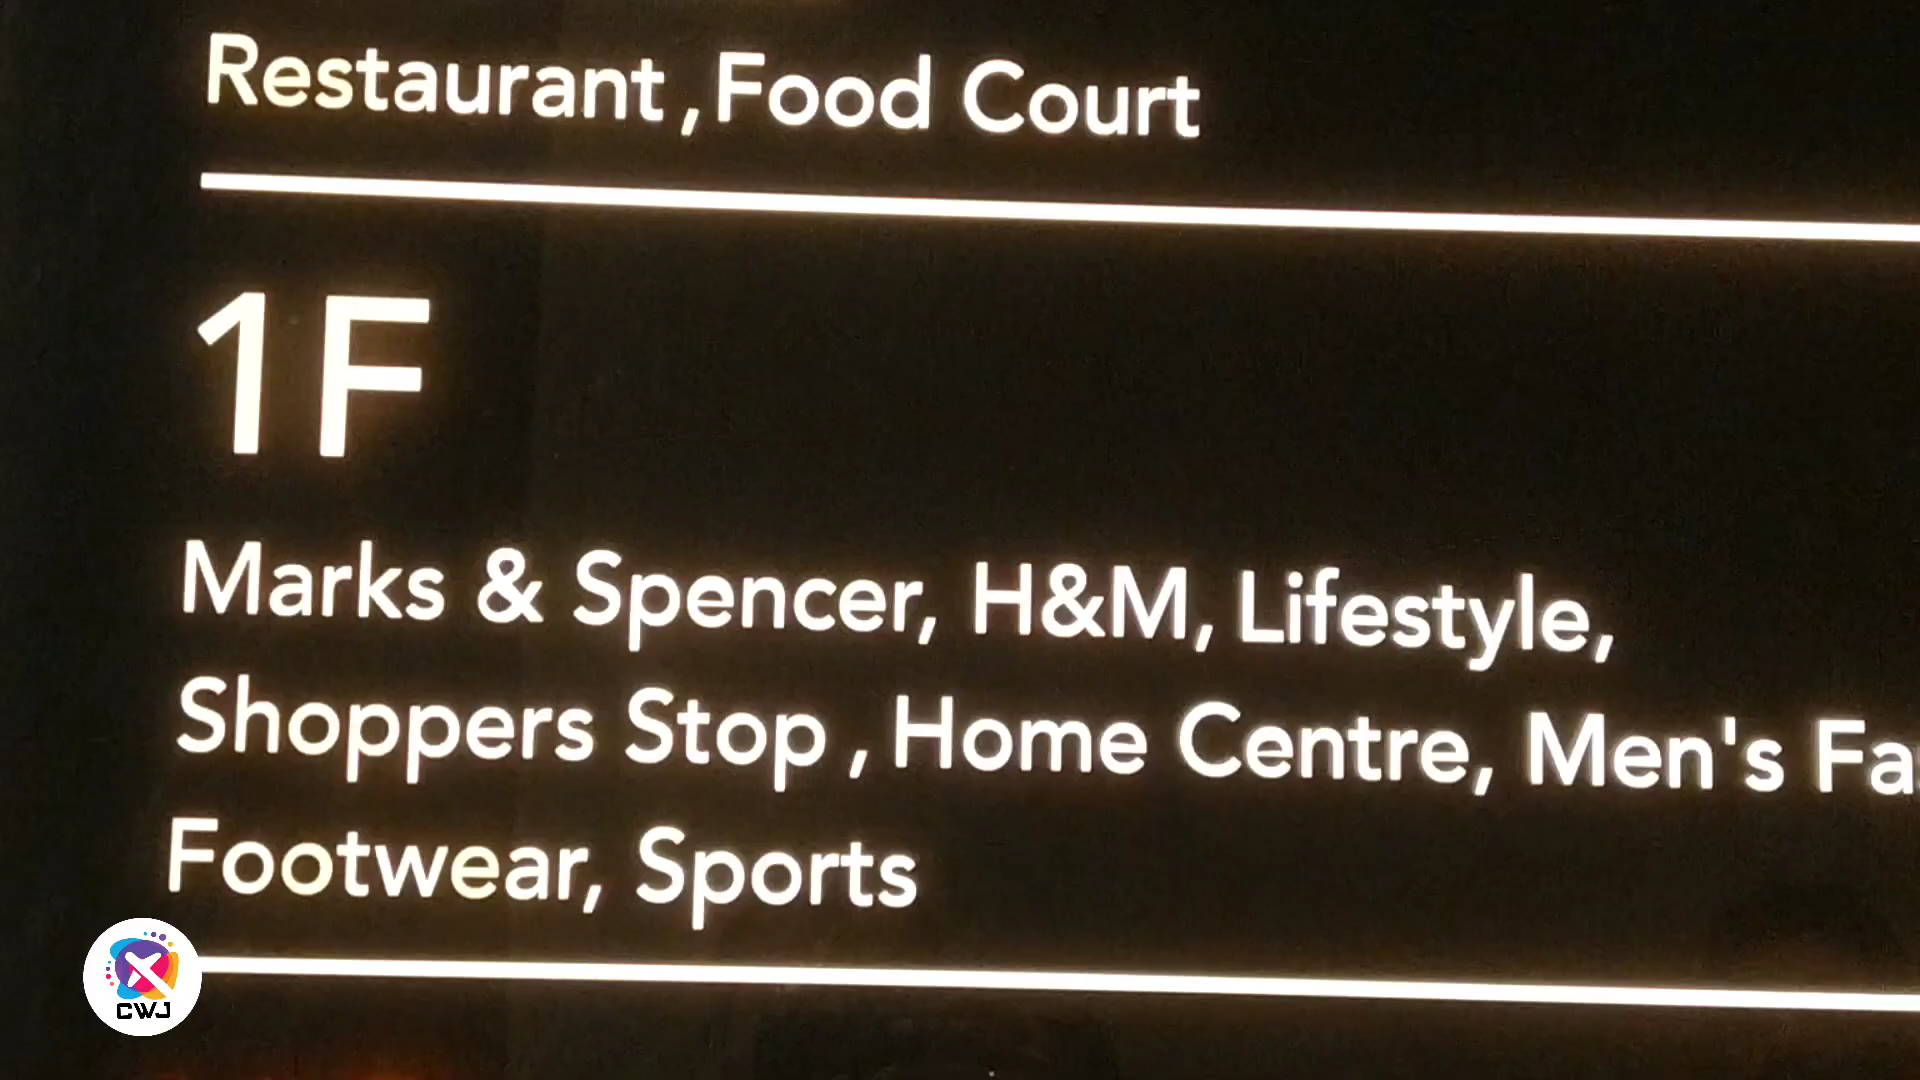 Restaurant ,Food Court
1F
Marks & Spencer, H&M, Lifestyle,
Shoppers Stop , Home Centre, Men's
Footwear, Sports
CWJ